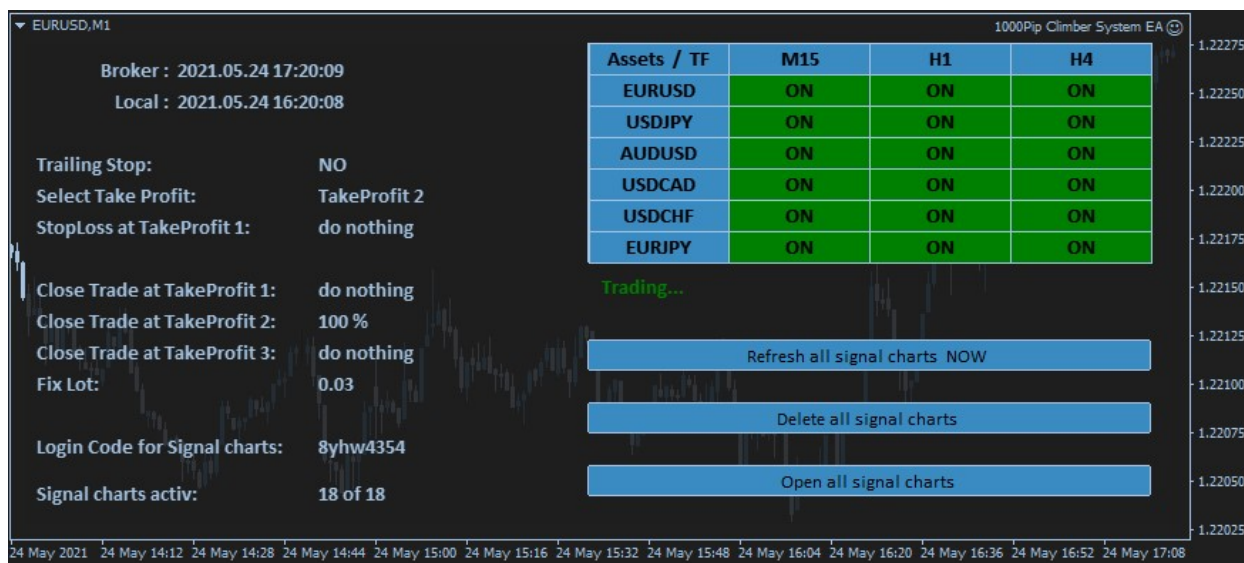 EURUSD,M1
1000Pip Climber System EA
Broker : 2021.05.24 17:20:09
Local : 2021.05.24 16:20:08
Trailing Stop: NO
Select Take Profit: TakeProfit 2
StopLoss at TakeProfit 1: do nothing
Close Trade at TakeProfit 1: do nothing
Close Trade at TakeProfit 2: 100 %
Close Trade at TakeProfit 3: do nothing
Fix Lot: 0.03
Login Code for Signal charts: 8yhw4354
Signal charts activ: 18 of 18
Assets / TF M15 H1 H4
EURUSD ON ON ON
USDJPY ON ON ON
AUDUSD ON ON ON
USDCAD ON ON ON
USDCHF ON ON ON
EURJPY ON ON ON
Trading...
Refresh all signal charts NOW
Delete all signal charts
Open all signal charts
1.22275
1.22250
1.22225
1.22200
1.22175
1.22150
1.22125
1.22100
1.22075
1.22050
1.22025
24 May 2021 24 May 14:12 24 May 14:28 24 May 14:44 24 May 15:00 24 May 15:16 24 May 15:32 24 May 15:48 24 May 16:04 24 May 16:20 24 May 16:36 24 May 16:52 24 May 17:08